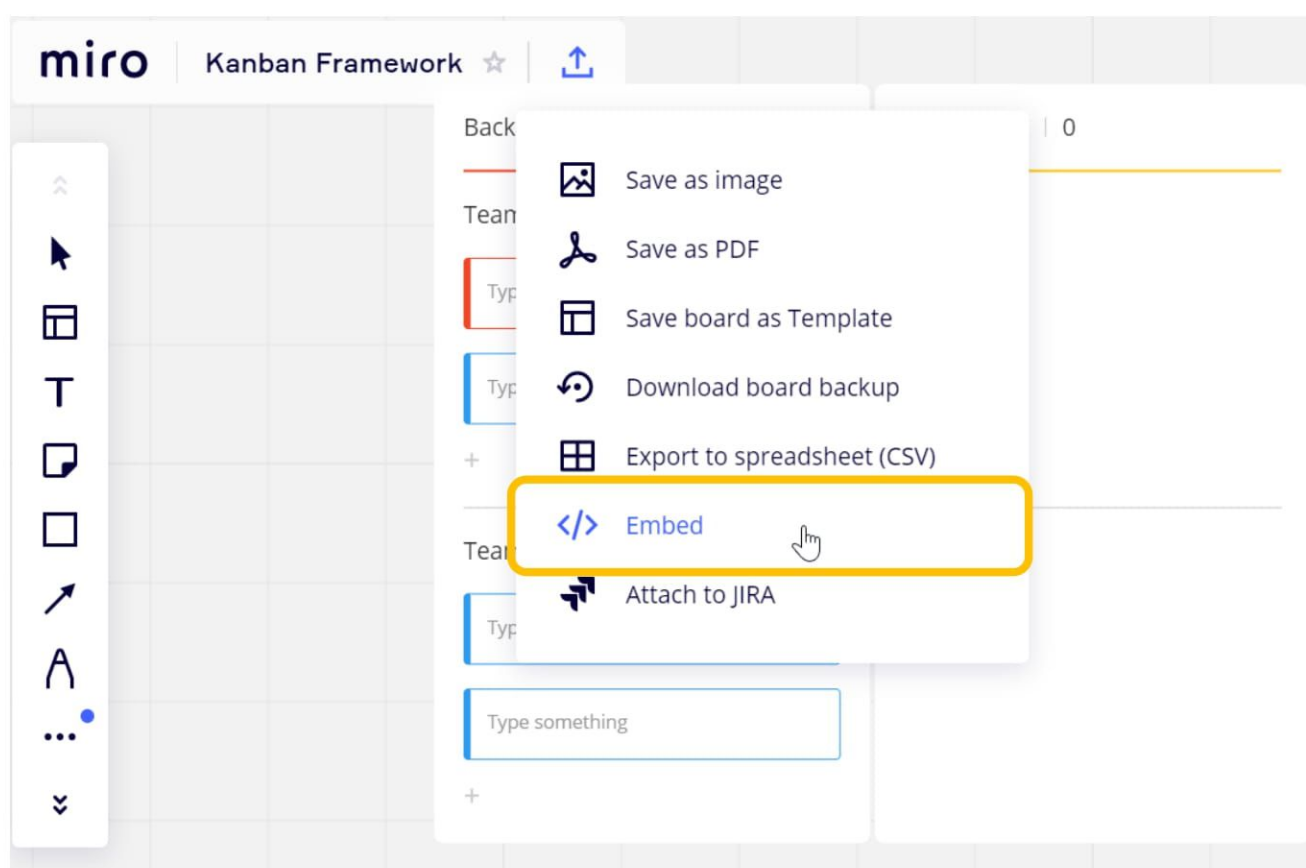 miro
Kanban Framework
Back
0
Save as image
Team
Save as PDF
Typ
Save board as Template
Typ
Download board backup
Export to spreadsheet (CSV)
</> Embed
Team
Attach to JIRA
Typ
Type something